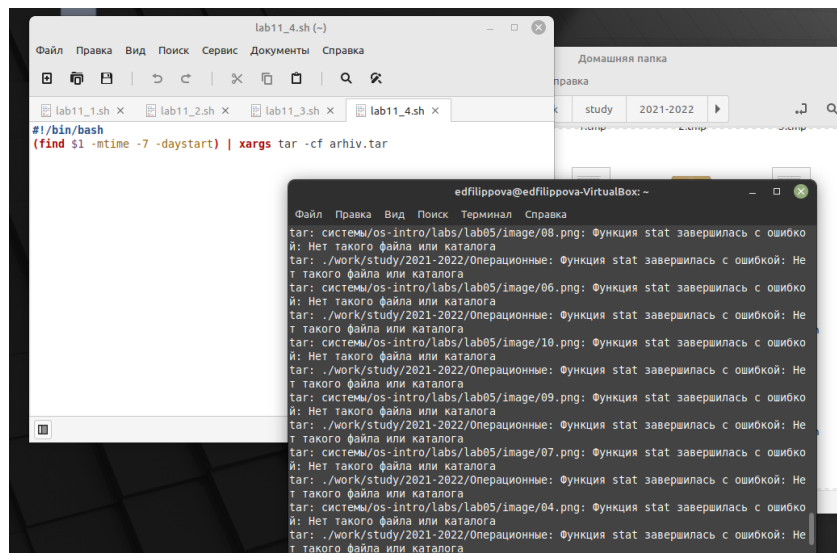 lab11_4.sh (~)
Файл Правка Вид Поиск Сервис Документы Справка
lab11_1.sh × lab11_2.sh × lab11_3.sh × lab11_4.sh ×
#!/bin/bash
(find $1 -mtime -7 -daystart) | xargs tar -cf arhiv.tar
Домашняя папка
правка
study 2021-2022
edfilippova@edfilippova-VirtualBox: ~
Файл Правка Вид Поиск Терминал Справка
tar: системы/os-intro/labs/lab05/image/08.png: Функция stat завершилась с ошибко
й: Нет такого файла или каталога
tar: ./work/study/2021-2022/Операционные: Функция stat завершилась с ошибкой: Не
т такого файла или каталога
tar: системы/os-intro/labs/lab05/image/06.png: Функция stat завершилась с ошибко
й: Нет такого файла или каталога
tar: ./work/study/2021-2022/Операционные: Функция stat завершилась с ошибкой: Не
т такого файла или каталога
tar: системы/os-intro/labs/lab05/image/10.png: Функция stat завершилась с ошибко
й: Нет такого файла или каталога
tar: ./work/study/2021-2022/Операционные: Функция stat завершилась с ошибкой: Не
т такого файла или каталога
tar: системы/os-intro/labs/lab05/image/09.png: Функция stat завершилась с ошибко
й: Нет такого файла или каталога
tar: ./work/study/2021-2022/Операционные: Функция stat завершилась с ошибкой: Не
т такого файла или каталога
tar: системы/os-intro/labs/lab05/image/07.png: Функция stat завершилась с ошибко
й: Нет такого файла или каталога
tar: ./work/study/2021-2022/Операционные: Функция stat завершилась с ошибкой: Не
т такого файла или каталога
tar: системы/os-intro/labs/lab05/image/04.png: Функция stat завершилась с ошибко
й: Нет такого файла или каталога
tar: ./work/study/2021-2022/Операционные: Функция stat завершилась с ошибкой: Не
т такого файла или каталога